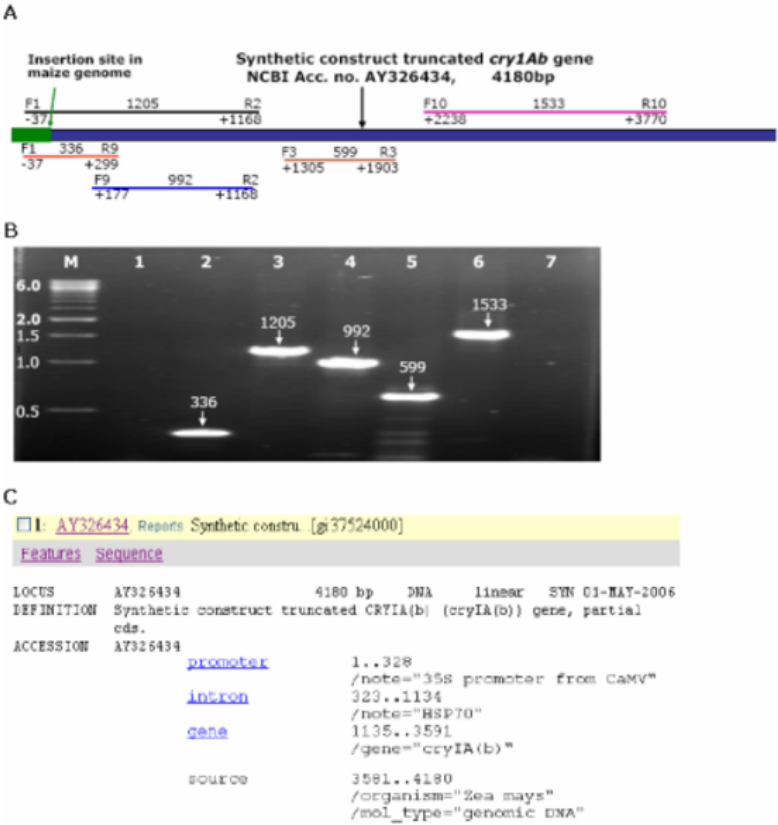 A
Insertion site in
maize genome
Synthetic construct truncated cry1Ab gene
NCBI Acc. no. AY326434, 4180bp
F1 1205 R2
-37 +1168
F10 1533 R10
+2238 +3770
F1 336 R9
-37 +299
F9 992 R2
+177 +1168
F3 599 R3
+1305 +1903
B
M 1 2 3 4 5 6 7
6.0
2.0
1.5
1.0
0.5
336
1205
992
599
1533
C
1: AY326434. Reports Synthetic constru...[gi37524000]
Features Sequence
LOCUS AY326434 4180 bp DNA linear SYN 01-MAY-2006
DEFINITION Synthetic construct truncated CRYIA(b) (cryIA(b)) gene, partial
cds.
ACCESSION AY326434
promoter 1..328
/note="35S promoter from CaMV"
intron 323..1134
/note="HSP70"
gene 1135..3591
/gene="cryIA(b)"
source 3581..4180
/organism="Zea mays"
/mol_type="genomic DNA"